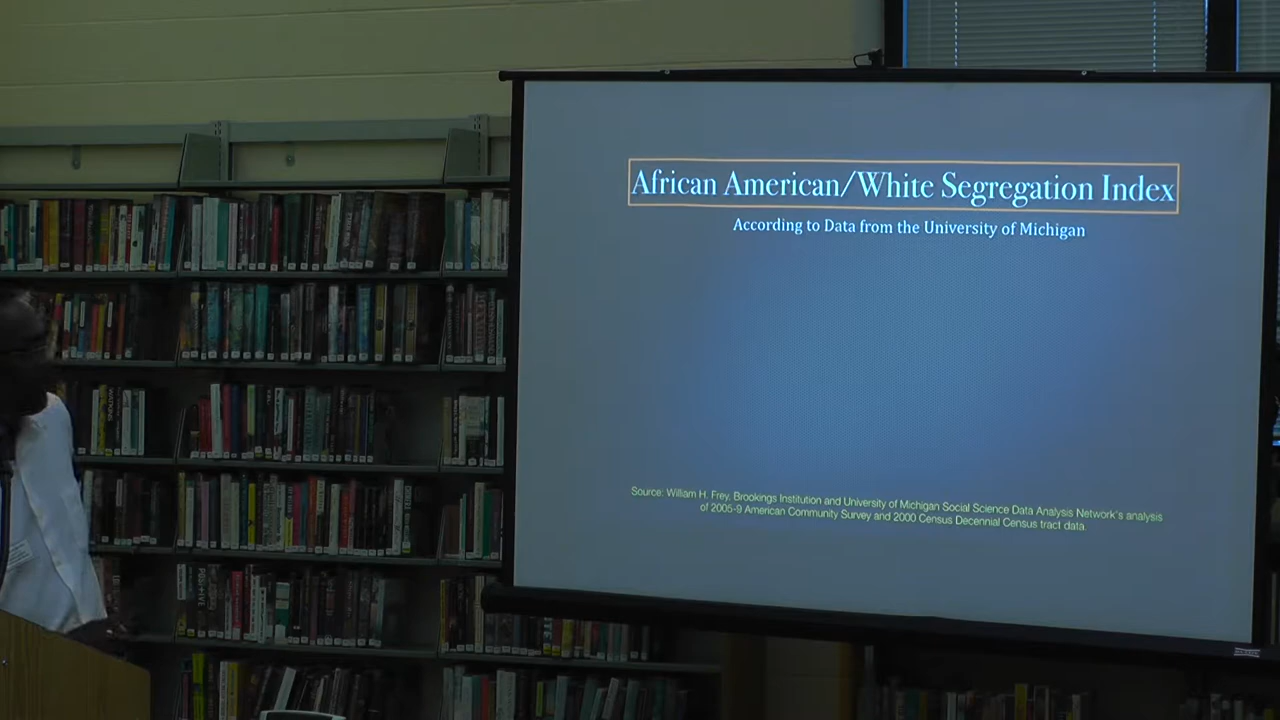 African American/White Segregation Index
According to Data from the University of Michigan
Source: William H. Frey, Brookings Institution and University of Michigan Social Science Data Analysis Network's analysis
of 2005-9 American Community Survey and 2000 Census Decennial Census tract data.